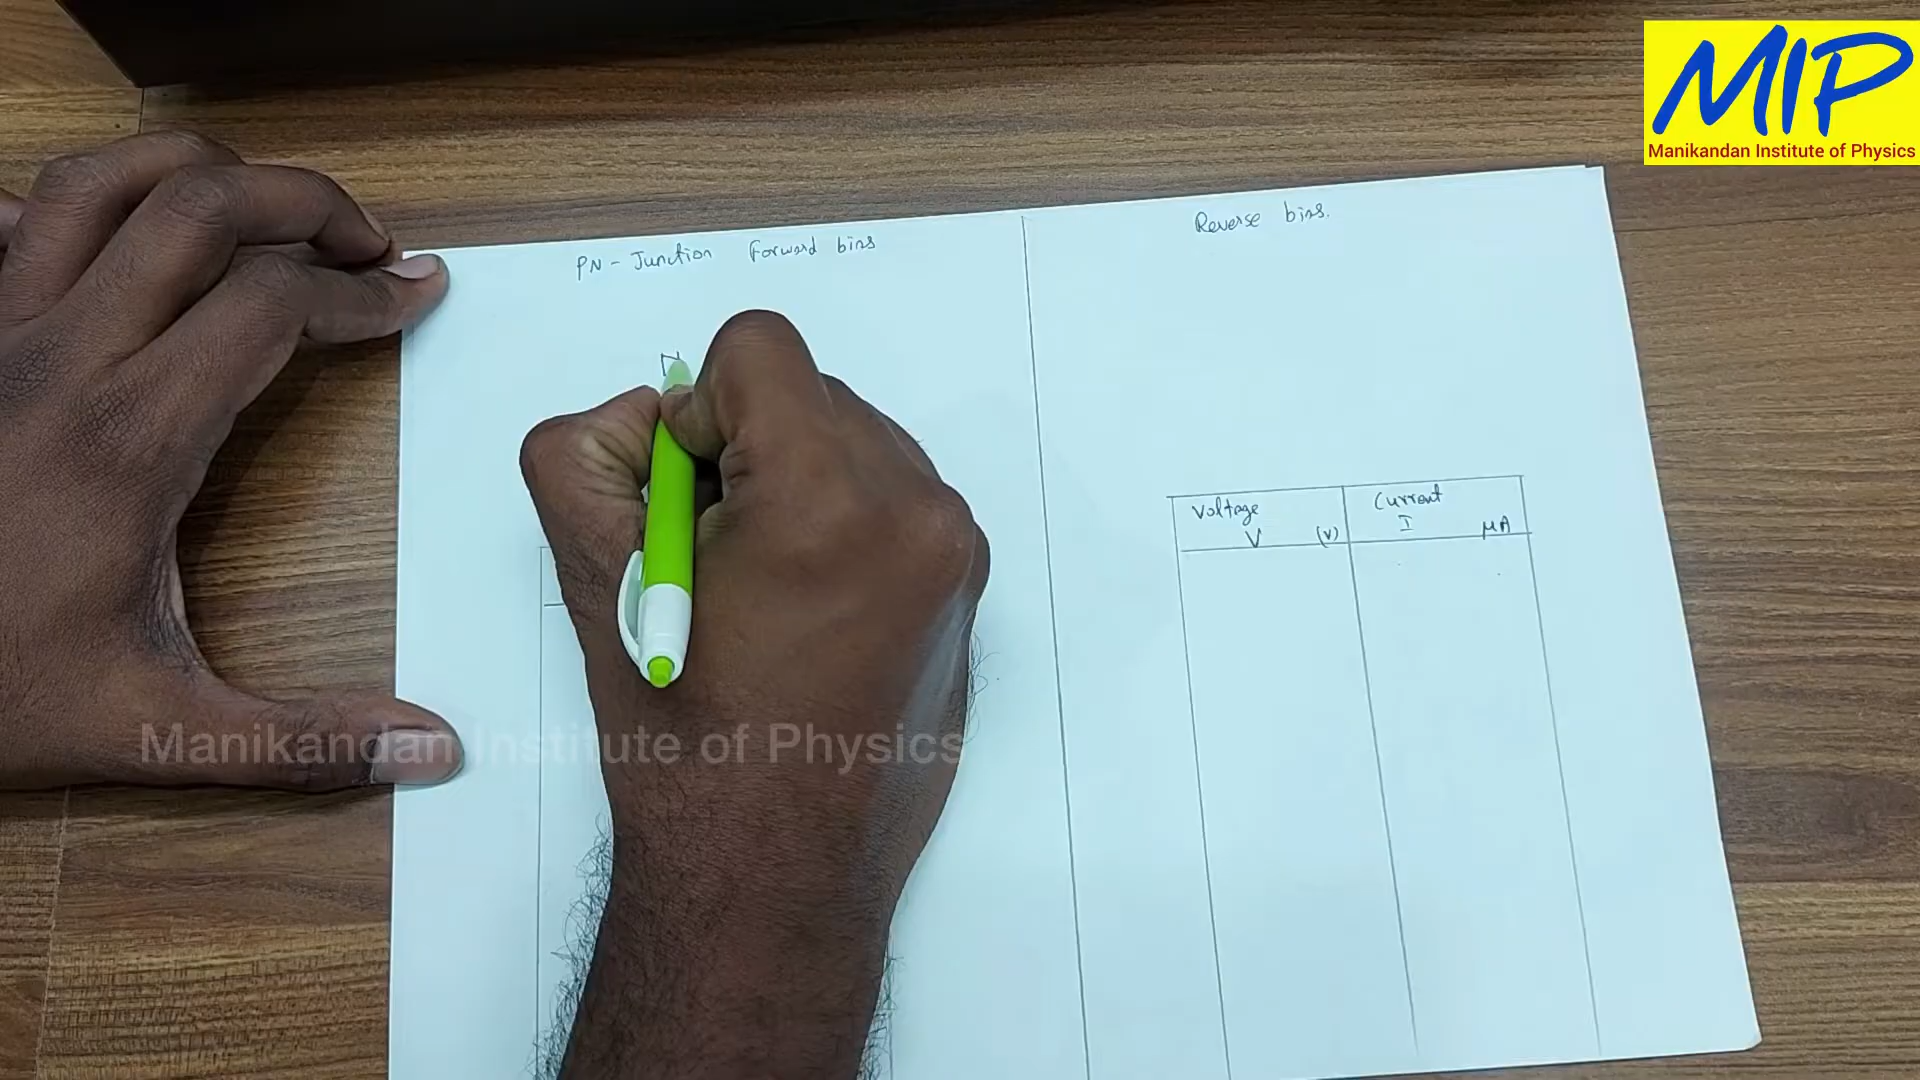 MIP
Manikandan Institute of Physics
PN - Junction Forward bias
Reverse bias.
N
Voltage
V (V)
Current
I μA
Manikandan Institute of Physics